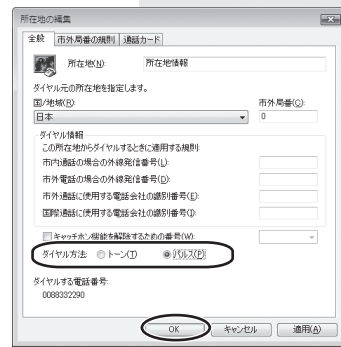 所在地の編集
全般 市外局番の規則 通話カード
所在地(N): 所在地情報
ダイヤル元の所在地を指定します。
国/地域(R): 市外局番(C):
日本 0
ダイヤル情報
この所在地からダイヤルするときに適用する規則:
市内通話の場合の外線発信番号(L):
市外電話の場合の外線発信番号(D):
市外通話に使用する電話会社の識別番号(E):
国際通話に使用する電話会社の識別番号(I):
キャッチホン機能を解除するための番号(W):
ダイヤル方法: トーン(T) パルス(P)
ダイヤルする電話番号:
0088332290
OK キャンセル 適用(A)